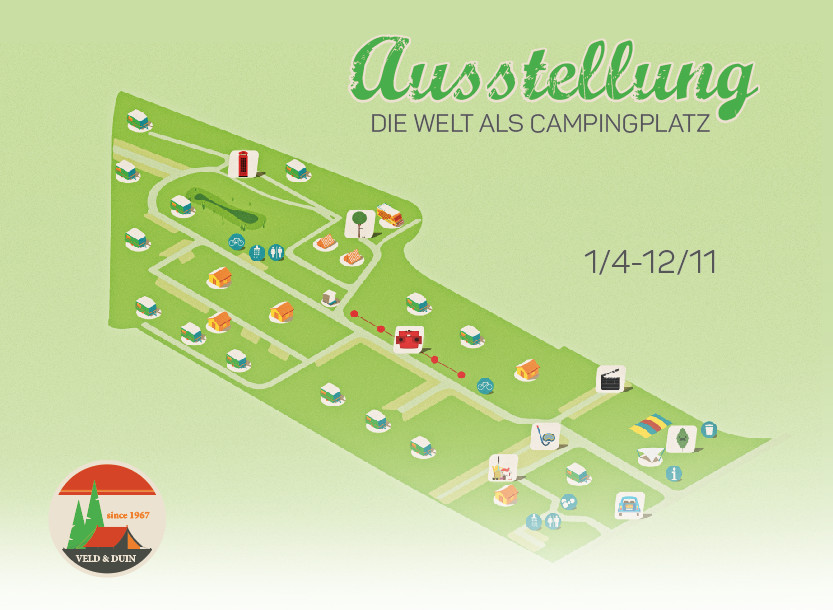 Ausstellung
DIE WELT ALS CAMPINGPLATZ
1/4-12/11
since 1967
VELD & DUIN